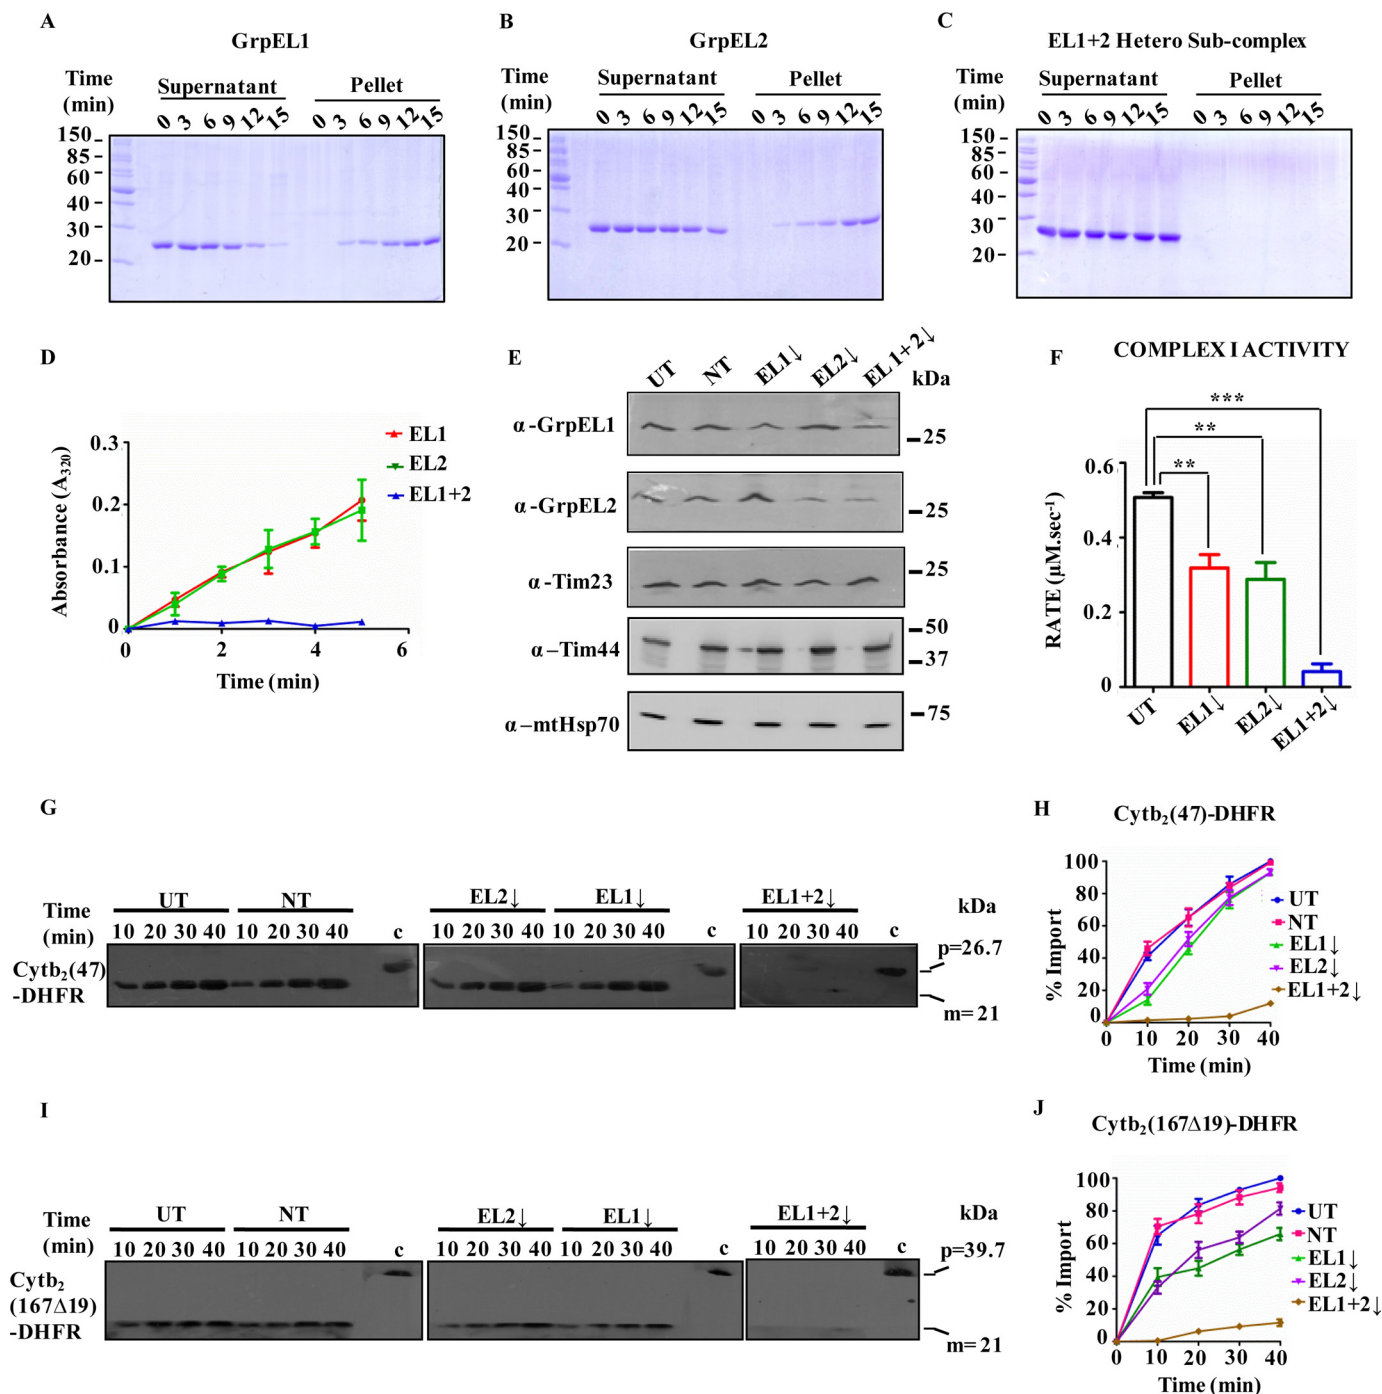 A
GrpEL1
Time
(min)
Supernatant
Pellet
0 3 6 9 12 15 0 3 6 9 12 15
150
85
60
40
30
20
B
GrpEL2
Time
(min)
Supernatant
Pellet
0 3 6 9 12 15 0 3 6 9 12 15
150
85
60
40
30
20
C
EL1+2 Hetero Sub-complex
Time
(min)
Supernatant
Pellet
0 3 6 9 12 15 0 3 6 9 12 15
150
85
60
40
30
20
D
Absorbance (A320)
0.3
0.2
0.1
0
0 2 4 6
Time (min)
EL1
EL2
EL1+2
E
UT NT EL1↓ EL2↓ EL1+2↓
kDa
α-GrpEL1
25
α-GrpEL2
25
α-Tim23
25
α–Tim44
50
37
α–mtHsp70
75
F
COMPLEX I ACTIVITY
***
**
**
RATE (µM.sec-1)
0.6
0.4
0.2
0
UT EL1↓ EL2↓ EL1+2↓
G
Time
(min)
UT NT EL2↓ EL1↓ EL1+2↓
10 20 30 40 10 20 30 40 c 10 20 30 40 10 20 30 40 c 10 20 30 40 c
kDa
Cytb2(47)
-DHFR
p=26.7
m=21
H
Cytb2(47)-DHFR
% Import
100
80
60
40
20
0
0 10 20 30 40
Time (min)
UT
NT
EL1↓
EL2↓
EL1+2↓
I
Time
(min)
UT NT EL2↓ EL1↓ EL1+2↓
10 20 30 40 10 20 30 40 c 10 20 30 40 10 20 30 40 c 10 20 30 40 c
kDa
Cytb2
(167Δ19)
-DHFR
p=39.7
m=21
J
Cytb2(167Δ19)-DHFR
% Import
100
80
60
40
20
0
0 10 20 30 40
Time (min)
UT
NT
EL1↓
EL2↓
EL1+2↓